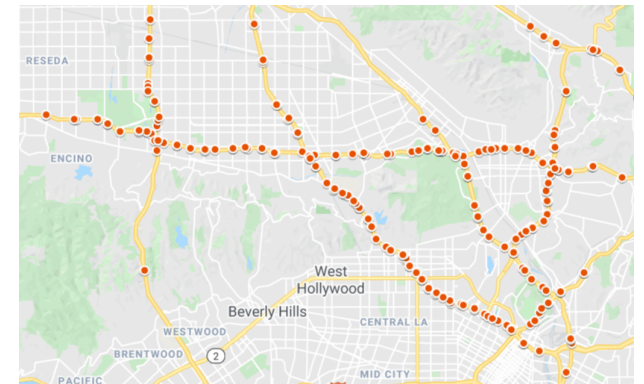 RESEDA
ENCINO
West
Hollywood
Beverly Hills
WESTWOOD
CENTRAL LA
BRENTWOOD
2
MID CITY
PACIFIC